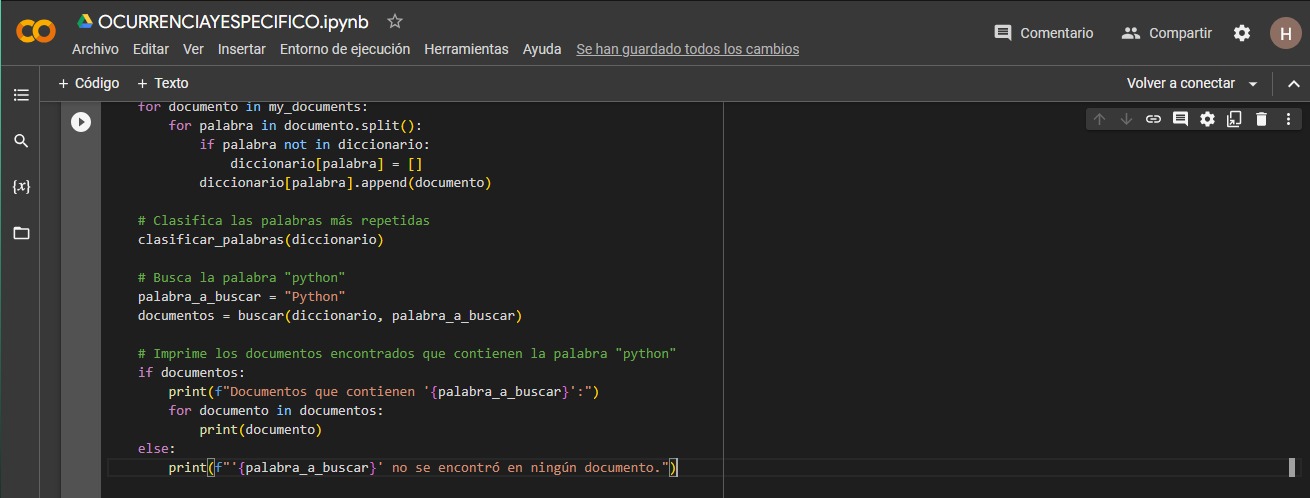 OCURRENCIAYESPECIFICO.ipynb
Comentario
Compartir
H
Archivo Editar Ver Insertar Entorno de ejecución Herramientas Ayuda Se han guardado todos los cambios
+ Código + Texto
Volver a conectar
for documento in my_documents:
    for palabra in documento.split():
        if palabra not in diccionario:
            diccionario[palabra] = []
        diccionario[palabra].append(documento)
# Clasifica las palabras más repetidas
clasificar_palabras(diccionario)
# Busca la palabra "python"
palabra_a_buscar = "Python"
documentos = buscar(diccionario, palabra_a_buscar)
# Imprime los documentos encontrados que contienen la palabra "python"
if documentos:
    print(f"Documentos que contienen '{palabra_a_buscar}':")
    for documento in documentos:
        print(documento)
else:
    print(f"'{palabra_a_buscar}' no se encontró en ningún documento.")
{x}